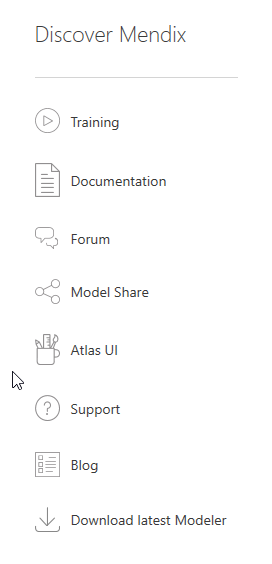 Discover Mendix
Training
Documentation
Forum
Model Share
Atlas UI
Support
Blog
Download latest Modeler